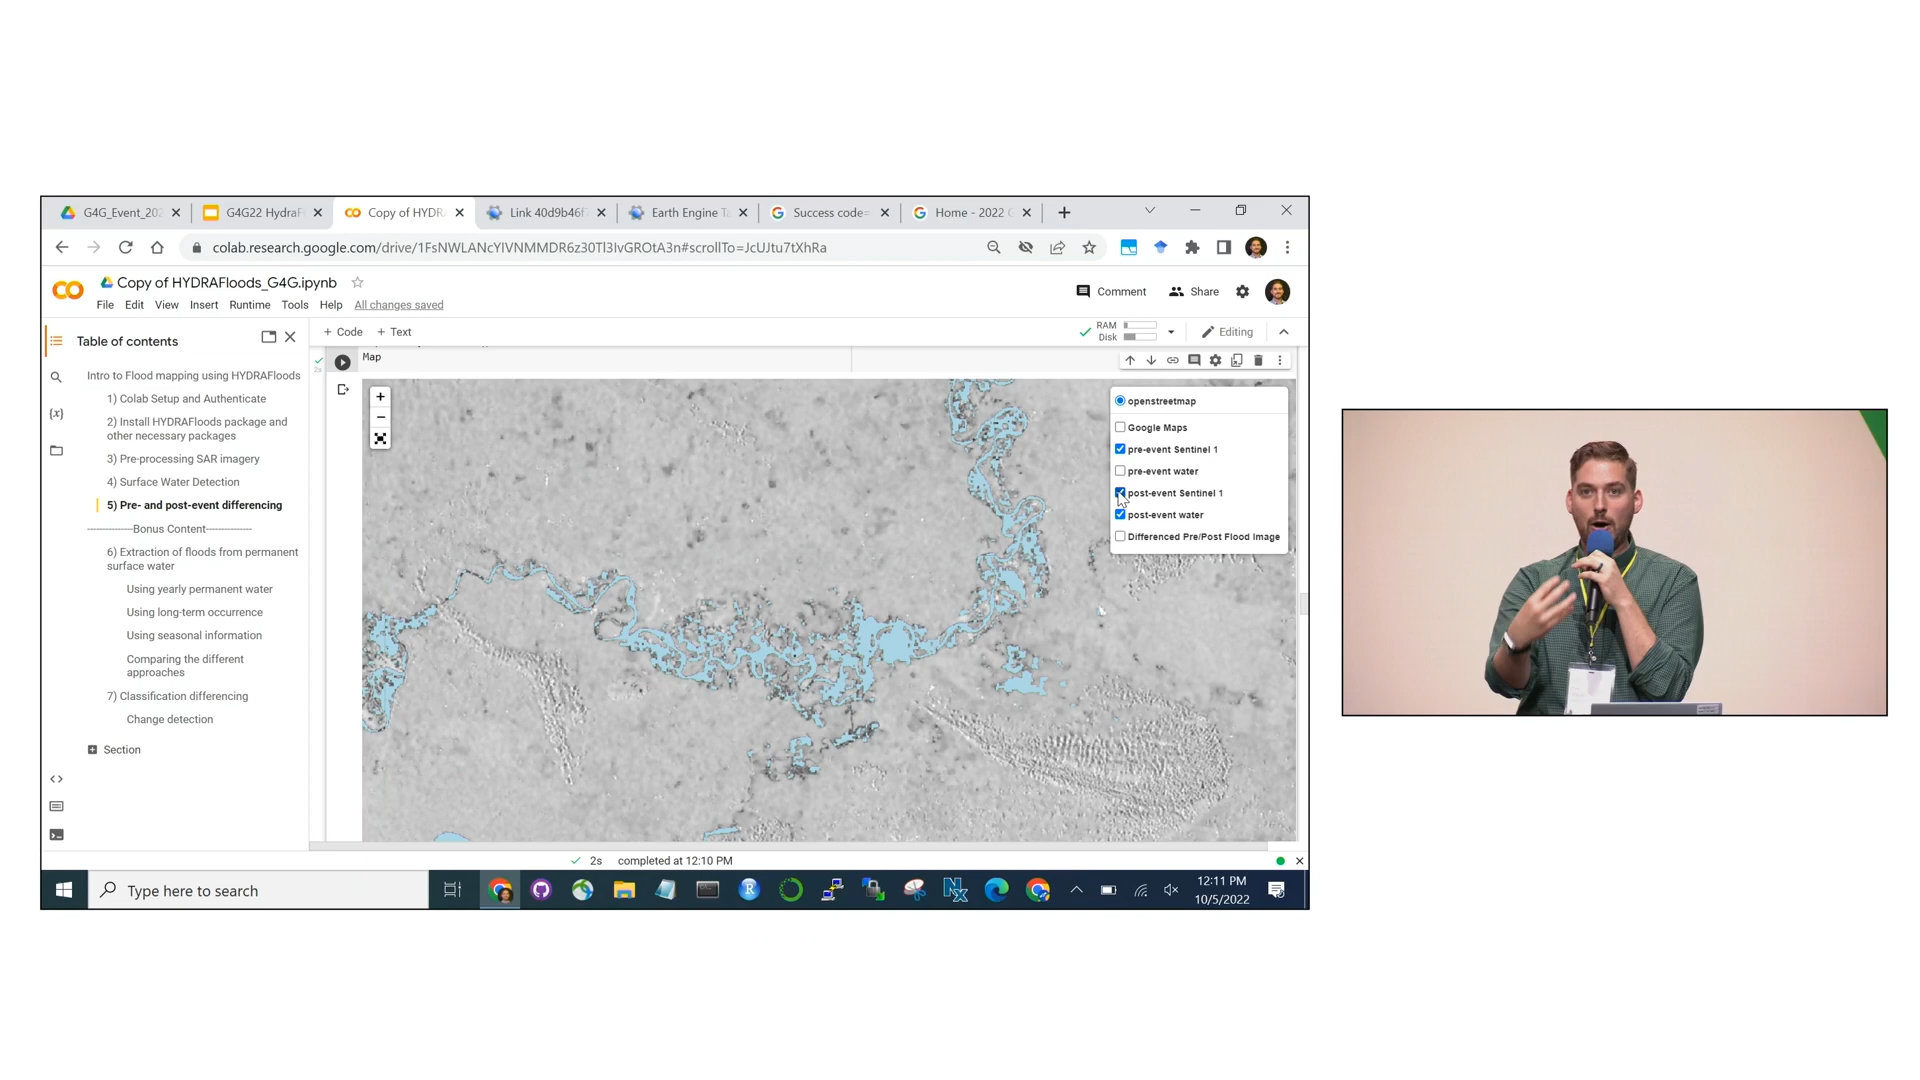 G4G_Event_202
G4G22 HydraF
Copy of HYDR
Link 40d9b46f
Earth Engine Ta
Success code=
Home - 2022 G
colab.research.google.com/drive/1FsNWLANcYIVNMMDR6z30Tl3IvGROtA3n#scrollTo=JcUJtu7tXhRa
Copy of HYDRAFloods_G4G.ipynb
Comment
Share
File Edit View Insert Runtime Tools Help All changes saved
Table of contents
+ Code + Text
RAM
Disk
Editing
Intro to Flood mapping using HYDRAFloods
1) Colab Setup and Authenticate
2) Install HYDRAFloods package and
other necessary packages
3) Pre-processing SAR imagery
4) Surface Water Detection
5) Pre- and post-event differencing
---------------Bonus Content---------------
6) Extraction of floods from permanent
surface water
Using yearly permanent water
Using long-term occurrence
Using seasonal information
Comparing the different
approaches
7) Classification differencing
Change detection
Section
Map
openstreetmap
Google Maps
pre-event Sentinel 1
pre-event water
post-event Sentinel 1
post-event water
Differenced Pre/Post Flood Image
2s completed at 12:10 PM
Type here to search
12:11 PM
10/5/2022